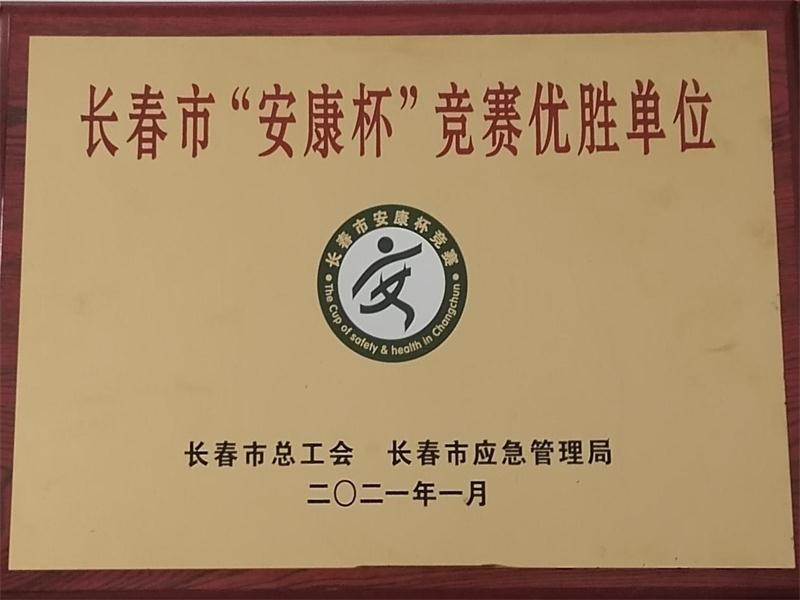 长春市“安康杯”竞赛优胜单位
长春市安康杯竞赛
The Cup of safety & health in Changchun
长春市总工会 长春市应急管理局
二〇二一年一月